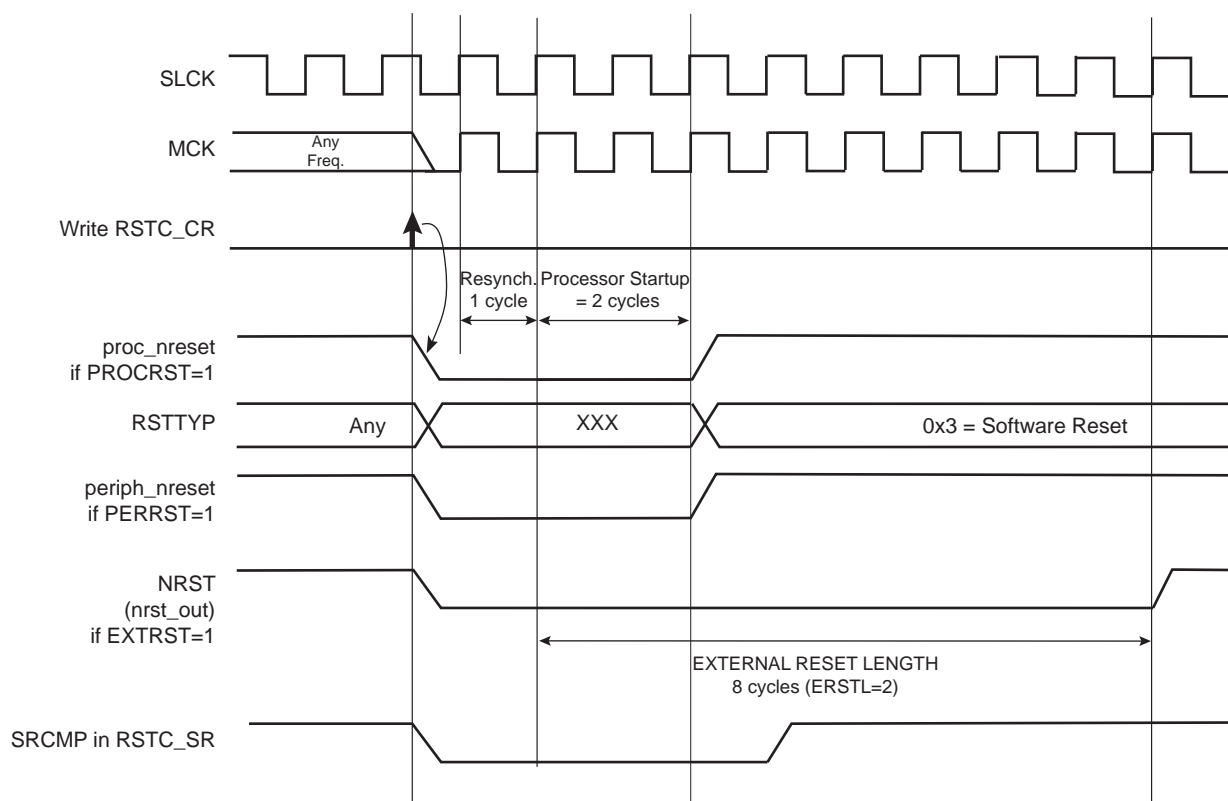 SLCK
MCK
Any
Freq.
Write RSTC_CR
Resynch. Processor Startup
1 cycle = 2 cycles
proc_nreset
if PROCRST=1
RSTTYP
Any
XXX
0x3 = Software Reset
periph_nreset
if PERRST=1
NRST
(nrst_out)
if EXTRST=1
EXTERNAL RESET LENGTH
8 cycles (ERSTL=2)
SRCMP in RSTC_SR